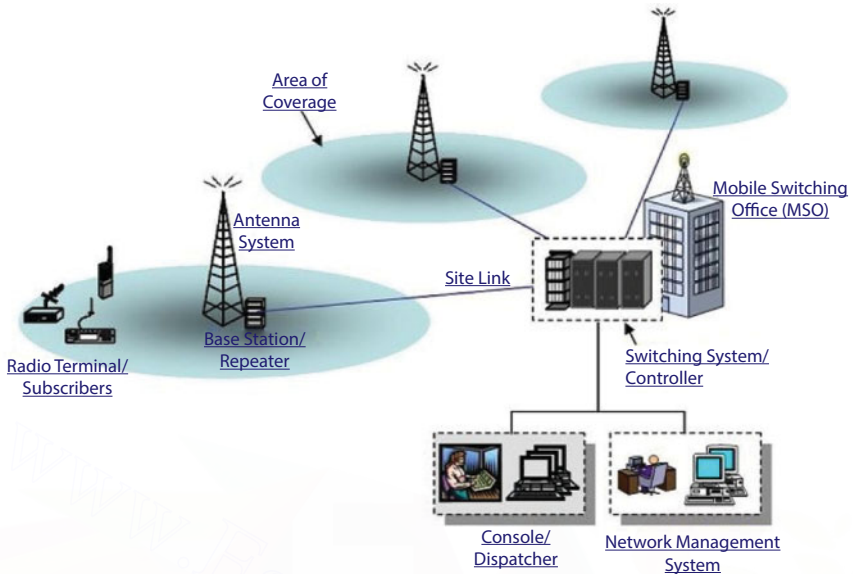 Area of
Coverage
Mobile Switching
Office (MSO)
Antenna
System
Site Link
Base Station/
Repeater
Radio Terminal/
Subscribers
Switching System/
Controller
Console/
Dispatcher
Network Management
System